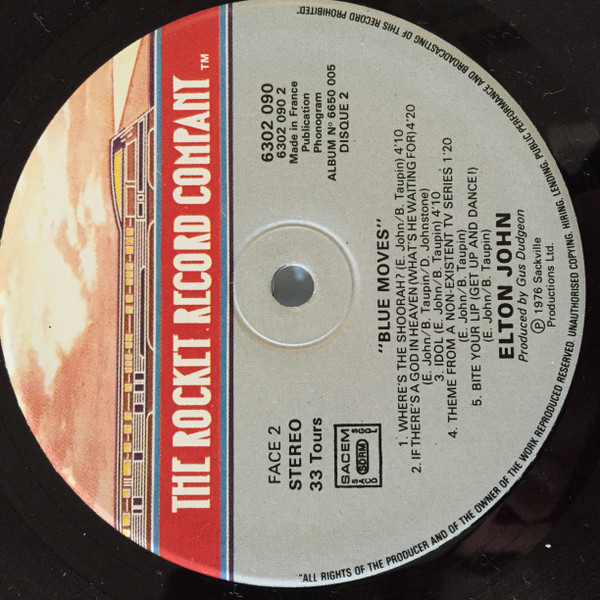 THE ROCKET RECORD COMPANY ™
FACE 2
STEREO
33 Tours
SACEM
SACD SDRM SGDL
6302 090
6302 090 2
Made in France
Publication
Phonogram
ALBUM Nº 6650 005
DISQUE 2
"BLUE MOVES"
1. WHERE'S THE SHOORAH? (E. John/B. Taupin) 4'10
2. IF THERE'S A GOD IN HEAVEN (WHAT'S HE WAITING FOR) 4'20
(E. John/B. Taupin/D. Johnstone)
3. IDOL (E. John/B. Taupin) 4'10
4. THEME FROM A NON-EXISTENT TV SERIES 1'20
(E. John/B. Taupin)
5. BITE YOUR LIP (GET UP AND DANCE!)
(E. John/B. Taupin)
ELTON JOHN
Produced by Gus Dudgeon
℗ 1976 Sackville
Productions Ltd.
"ALL RIGHTS OF THE PRODUCER AND OF THE OWNER OF THE WORK REPRODUCED RESERVED. UNAUTHORISED COPYING, HIRING, LENDING, PUBLIC PERFORMANCE AND BROADCASTING OF THIS RECORD PROHIBITED"